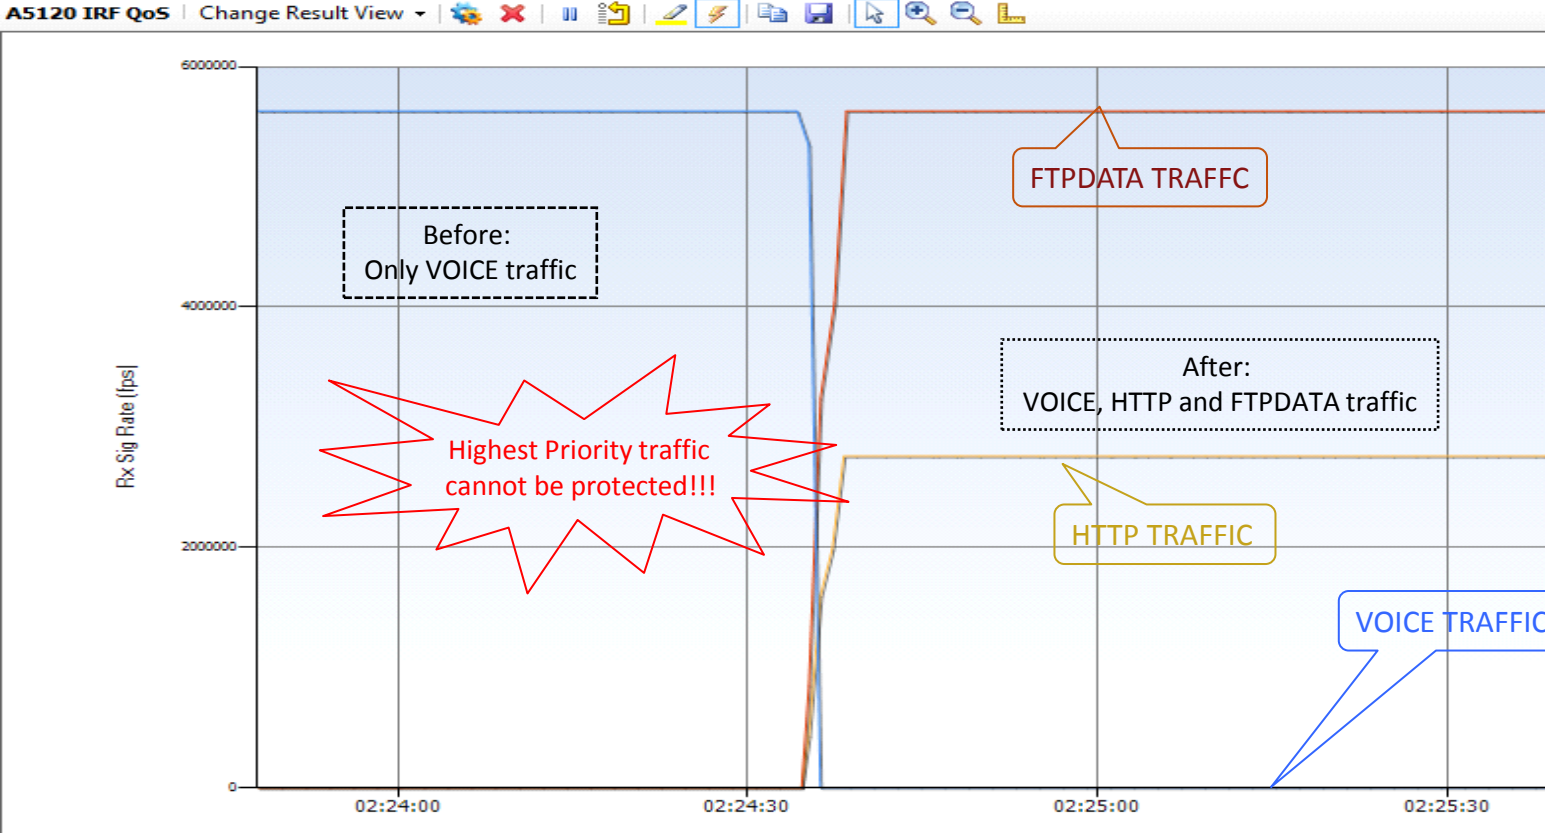 A5120 IRF QoS Change Result View
6000000
FTPDATA TRAFFC
Before:
Only VOICE traffic
4000000
After:
VOICE, HTTP and FTPDATA traffic
Rx Sig Rate (fps)
Highest Priority traffic
cannot be protected!!!
HTTP TRAFFIC
2000000
VOICE TRAFFIC
0
02:24:00 02:24:30 02:25:00 02:25:30